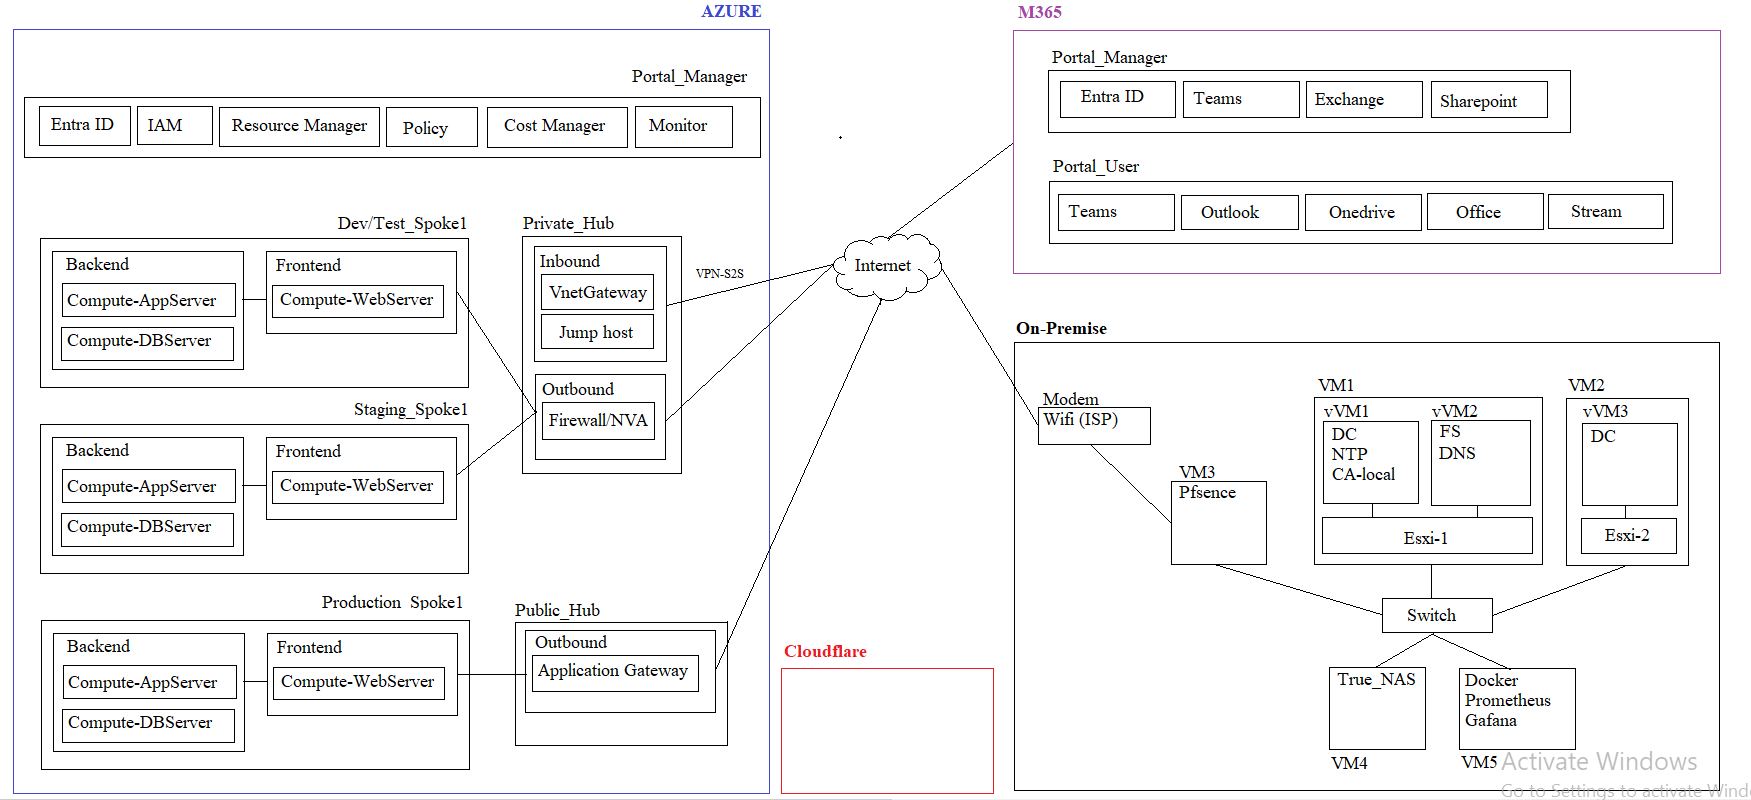 AZURE
Portal_Manager
Entra ID
IAM
Resource Manager
Policy
Cost Manager
Monitor
Dev/Test_Spoke1
Backend
Compute-AppServer
Compute-DBServer
Frontend
Compute-WebServer
Staging_Spoke1
Backend
Compute-AppServer
Compute-DBServer
Frontend
Compute-WebServer
Production_Spoke1
Backend
Compute-AppServer
Compute-DBServer
Frontend
Compute-WebServer
Private_Hub
Inbound
VnetGateway
Jump host
Outbound
Firewall/NVA
Public_Hub
Outbound
Application Gateway
VPN-S2S
Internet
Cloudflare
M365
Portal_Manager
Entra ID
Teams
Exchange
Sharepoint
Portal_User
Teams
Outlook
Onedrive
Office
Stream
On-Premise
Modem
Wifi (ISP)
VM3
Pfsence
VM1
vVM1
DC
NTP
CA-local
vVM2
FS
DNS
Esxi-1
VM2
vVM3
DC
Esxi-2
Switch
True_NAS
VM4
Docker
Prometheus
Gafana
VM5
Activate Windows
Go to Settings to activate Wind